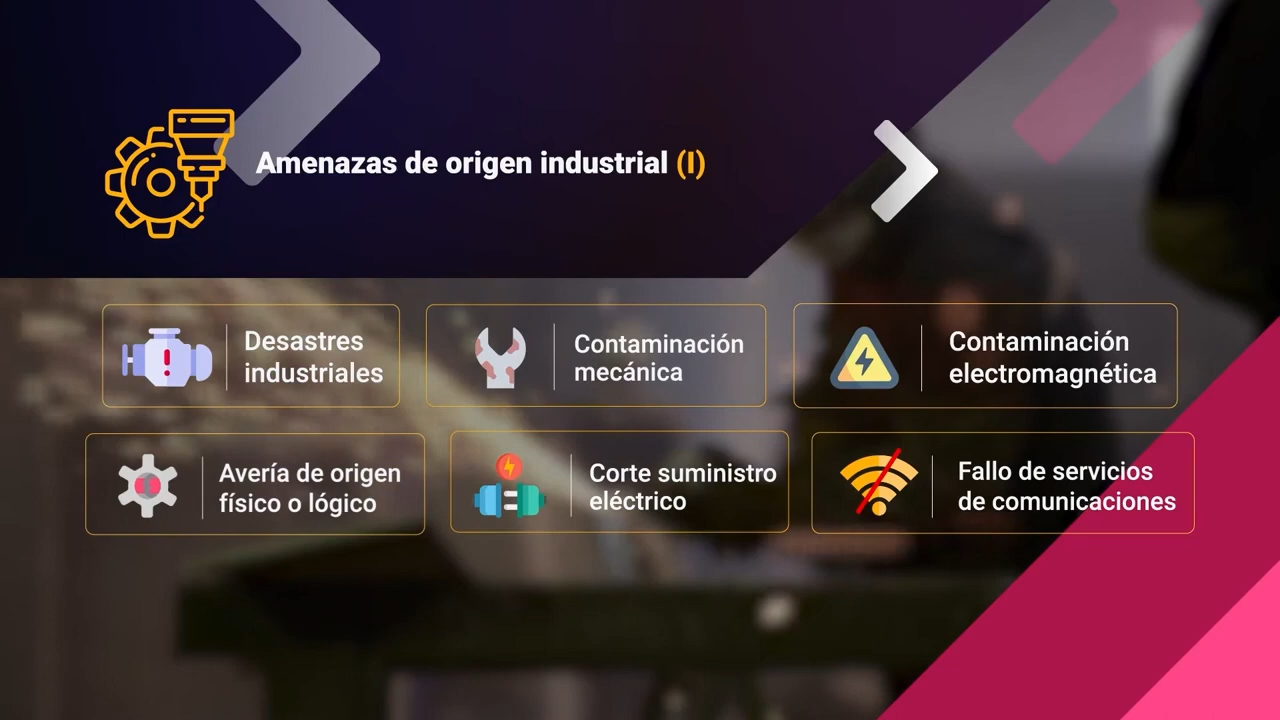 Amenazas de origen industrial (I)
Desastres
industriales
Contaminación
mecánica
Contaminación
electromagnética
Avería de origen
físico o lógico
Corte suministro
eléctrico
Fallo de servicios
de comunicaciones